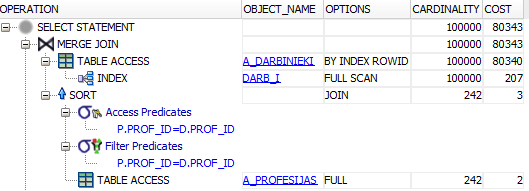 OPERATION OBJECT_NAME OPTIONS CARDINALITY COST
SELECT STATEMENT 100000 80343
MERGE JOIN 100000 80343
TABLE ACCESS A_DARBINIEKI BY INDEX ROWID 100000 80340
INDEX DARB_I FULL SCAN 100000 207
SORT JOIN 242 3
Access Predicates
P.PROF_ID=D.PROF_ID
Filter Predicates
P.PROF_ID=D.PROF_ID
TABLE ACCESS A_PROFESIJAS FULL 242 2